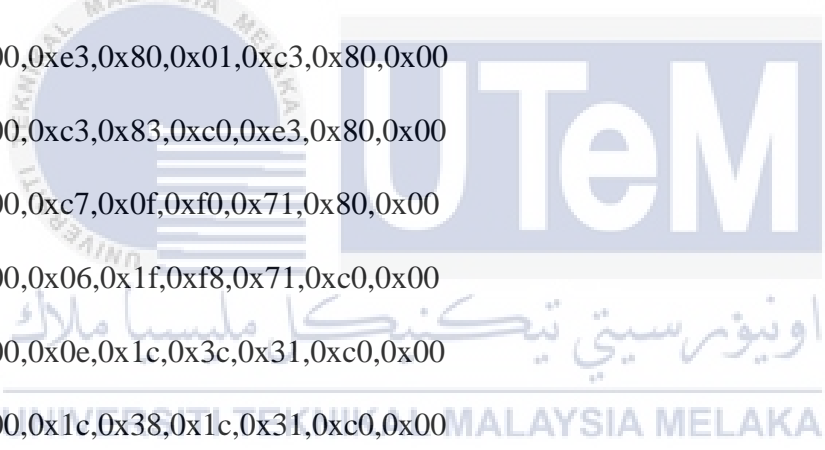 00,0xe3,0x80,0x01,0xc3,0x80,0x00
00,0xc3,0x83,0xc0,0xe3,0x80,0x00
00,0xc7,0x0f,0xf0,0x71,0x80,0x00
00,0x06,0x1f,0xf8,0x71,0xc0,0x00
00,0x0e,0x1c,0x3c,0x31,0xc0,0x00
00,0x1c,0x38,0x1c,0x31,0xc0,0x00
UTeM
اونيۏرسيتي تيكنيكل مليسيا ملاك
UNIVERSITI TEKNIKAL MALAYSIA MELAKA